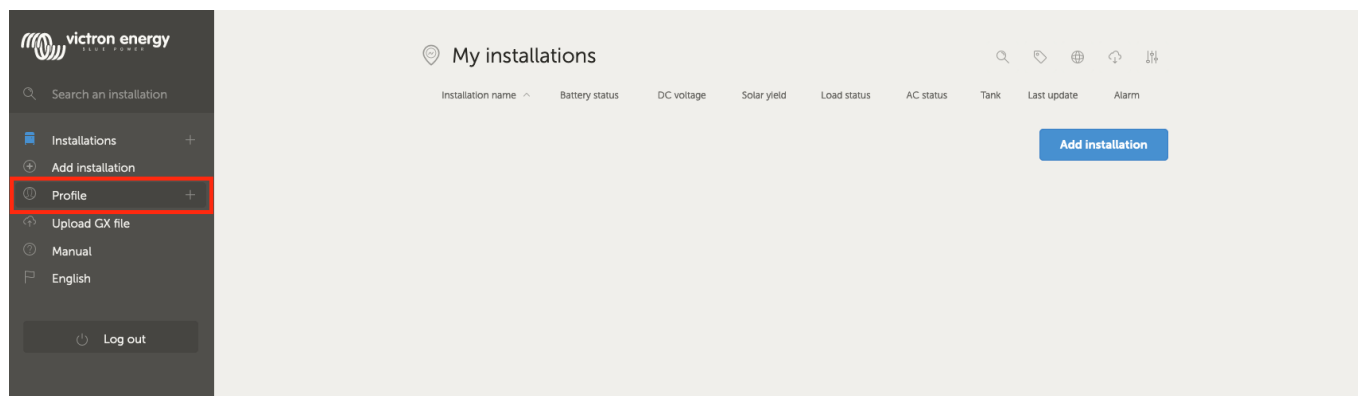 victron energy
BLUE POWER
Search an installation
Installations
Add installation
Profile
Upload GX file
Manual
English
Log out
My installations
Installation name Battery status DC voltage Solar yield Load status AC status Tank Last update Alarm
Add installation